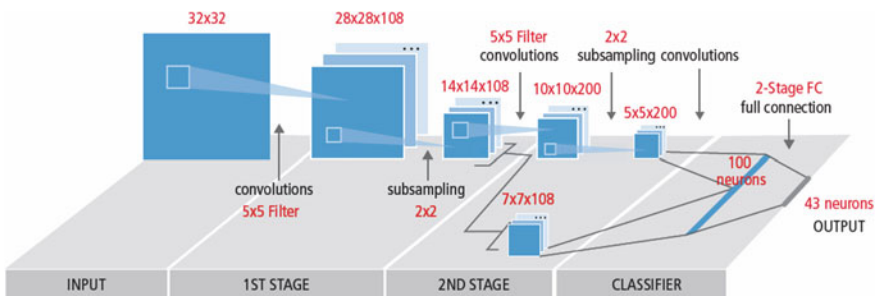 32x32
28x28x108
5x5 Filter
convolutions
2x2
subsampling
convolutions
14x14x108
10x10x200
5x5x200
2-Stage FC
full connection
convolutions
5x5 Filter
subsampling
2x2
7x7x108
100
neurons
43 neurons
OUTPUT
INPUT
1ST STAGE
2ND STAGE
CLASSIFIER